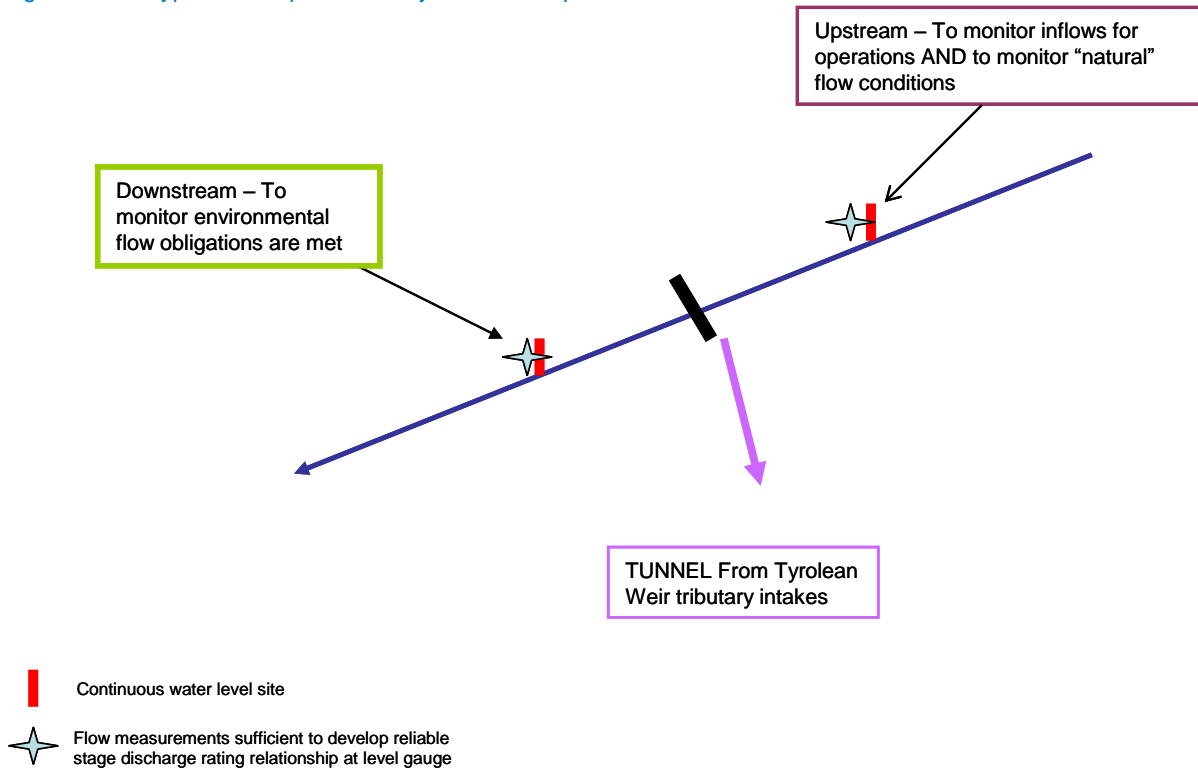 Upstream – To monitor inflows for
operations AND to monitor “natural”
flow conditions
Downstream – To
monitor environmental
flow obligations are met
TUNNEL From Tyrolean
Weir tributary intakes
Continuous water level site
Flow measurements sufficient to develop reliable
stage discharge rating relationship at level gauge